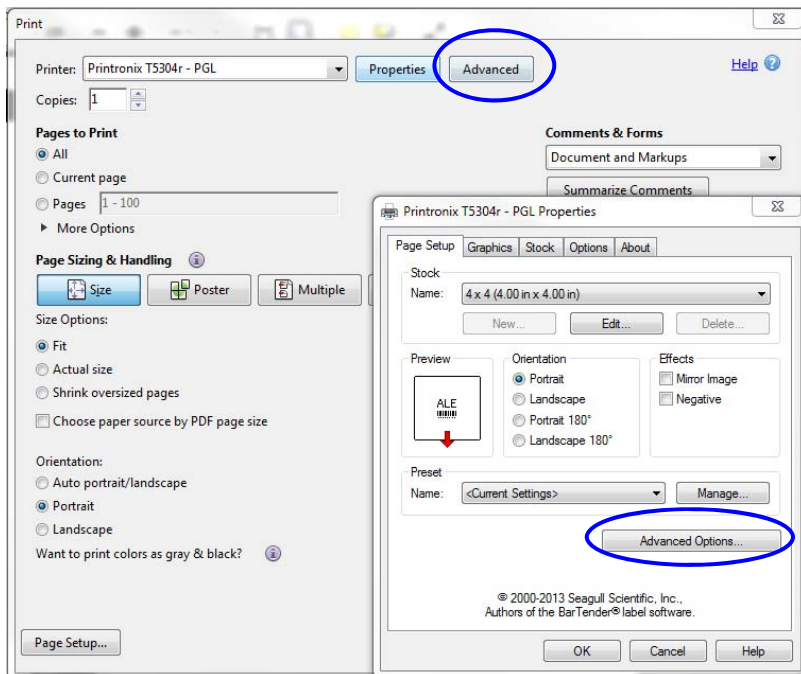 Print
Printer: Printronix T5304r - PGL Properties Advanced Help
Copies: 1
Pages to Print
All
Current page
Pages 1 - 100
More Options
Comments & Forms
Document and Markups
Summarize Comments
Page Sizing & Handling
Size Poster Multiple
Size Options:
Fit
Actual size
Shrink oversized pages
Choose paper source by PDF page size
Orientation:
Auto portrait/landscape
Portrait
Landscape
Want to print colors as gray & black?
Page Setup...
Printronix T5304r - PGL Properties
Page Setup Graphics Stock Options About
Stock
Name: 4 x 4 (4.00 in x 4.00 in)
New... Edit... Delete...
Preview
ALE
Orientation
Portrait
Landscape
Portrait 180°
Landscape 180°
Effects
Mirror Image
Negative
Preset
Name: <Current Settings> Manage...
Advanced Options...
© 2000-2013 Seagull Scientific, Inc.,
Authors of the BarTender® label software.
OK Cancel Help